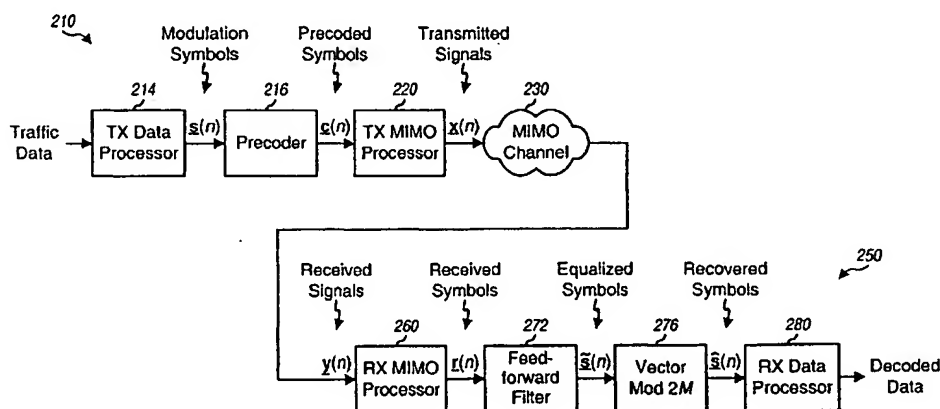 210
Modulation
Symbols
Precoded
Symbols
Transmitted
Signals
214
216
220
230
Traffic
Data
TX Data
Processor
s(n)
Precoder
c(n)
TX MIMO
Processor
x(n)
MIMO
Channel
Received
Signals
Received
Symbols
Equalized
Symbols
Recovered
Symbols
250
260
272
276
280
y(n)
RX MIMO
Processor
r(n)
Feed-
forward
Filter
s̃(n)
Vector
Mod 2M
s̃(n)
RX Data
Processor
Decoded
Data